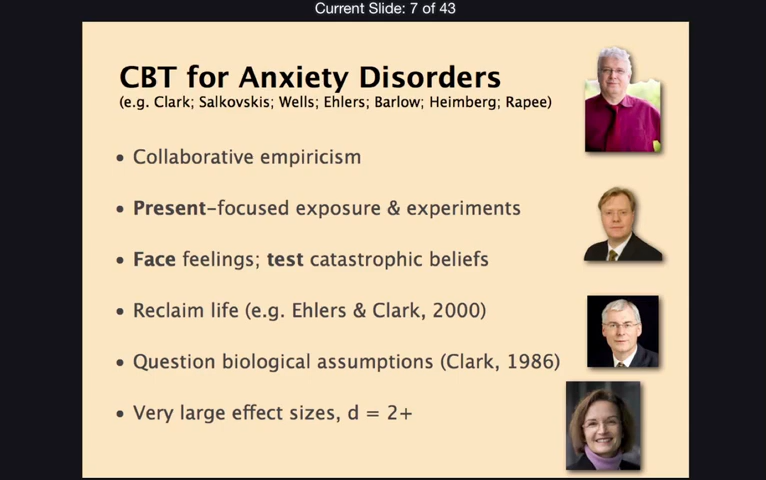 Current Slide: 7 of 43
CBT for Anxiety Disorders
(e.g. Clark; Salkovskis; Wells; Ehlers; Barlow; Heimberg; Rapee)
• Collaborative empiricism
• Present-focused exposure & experiments
• Face feelings; test catastrophic beliefs
• Reclaim life (e.g. Ehlers & Clark, 2000)
• Question biological assumptions (Clark, 1986)
• Very large effect sizes, d = 2+